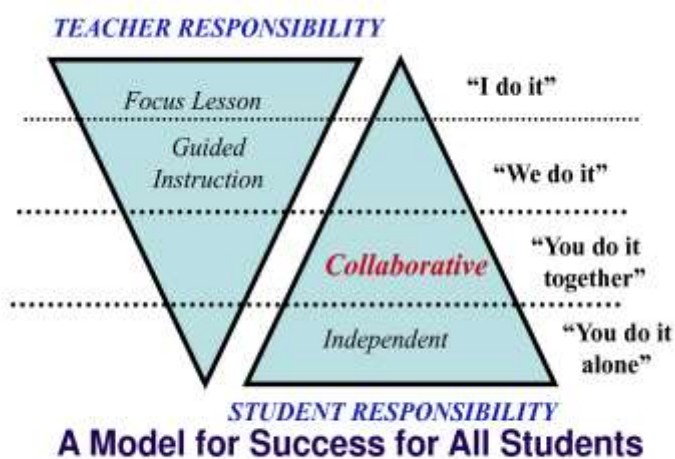 TEACHER RESPONSIBILITY
Focus Lesson
“I do it”
Guided
Instruction
“We do it”
Collaborative
“You do it
together”
Independent
“You do it
alone”
STUDENT RESPONSIBILITY
A Model for Success for All Students